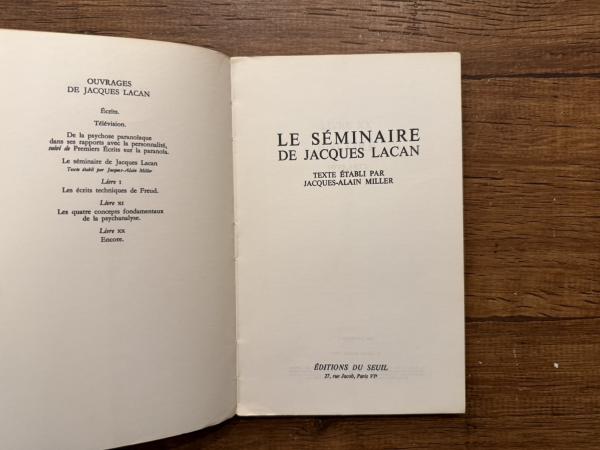 OUVRAGES
DE JACQUES LACAN
Écrits.
Télévision.
De la psychose paranoïaque
dans ses rapports avec la personnalité,
suivi de Premiers Écrits sur la paranoïa.
Le séminaire de Jacques Lacan
Texte établi par Jacques-Alain Miller
Livre I
Les écrits techniques de Freud.
Livre XI
Les quatre concepts fondamentaux
de la psychanalyse.
Livre XX
Encore.
LE SÉMINAIRE
DE JACQUES LACAN
TEXTE ÉTABLI PAR
JACQUES-ALAIN MILLER
ÉDITIONS DU SEUIL
27, rue Jacob, Paris VIe